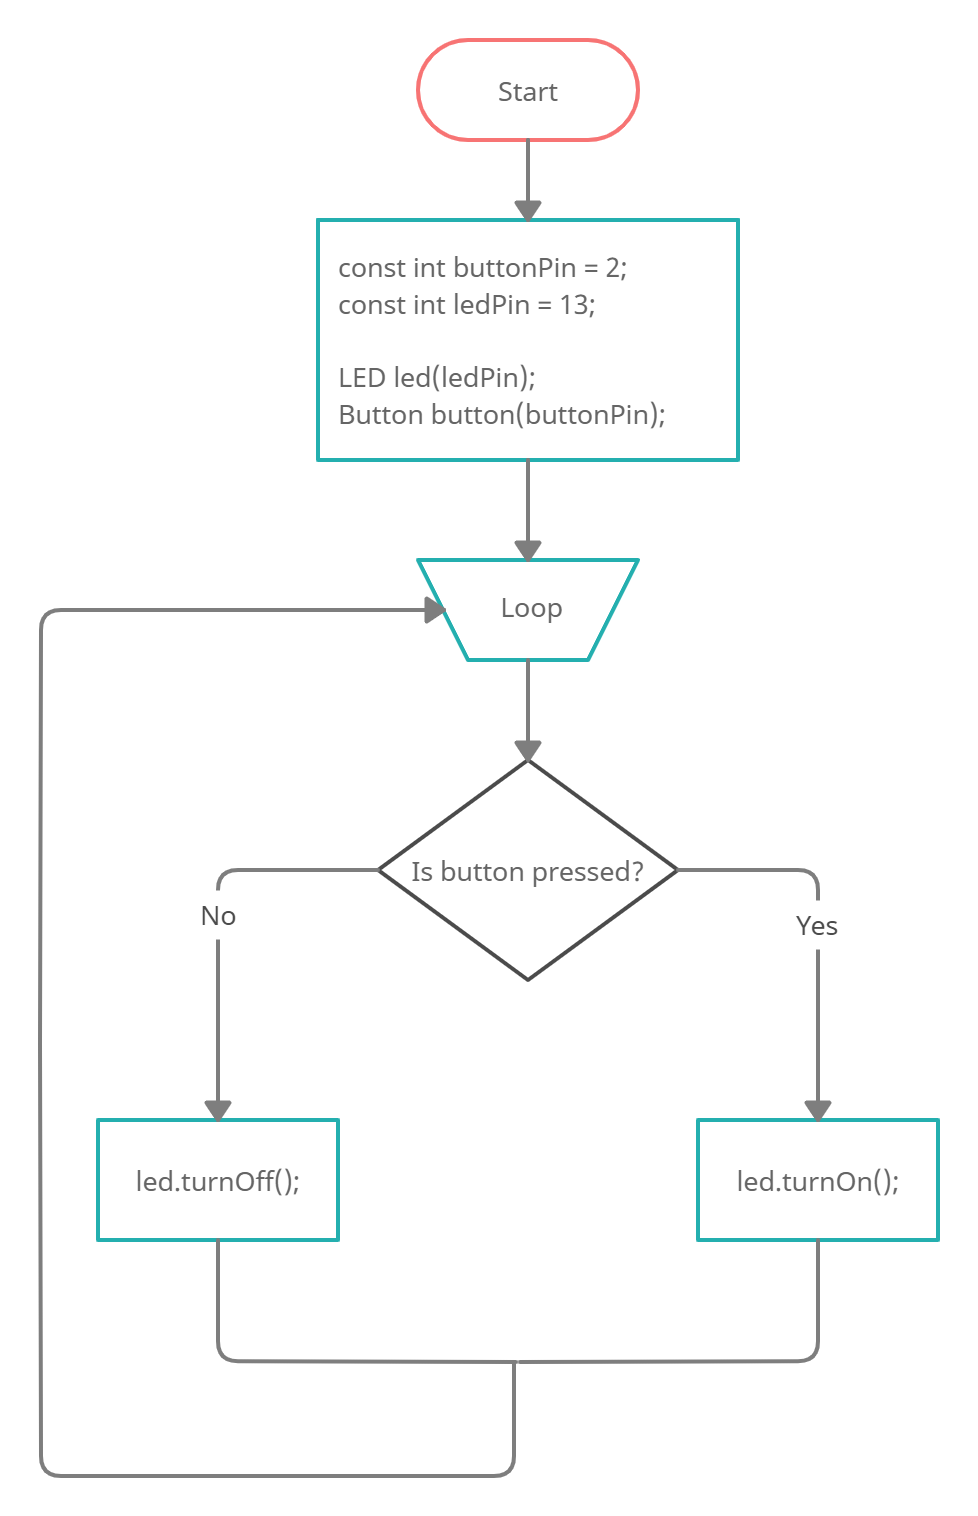 Start
const int buttonPin = 2;
const int ledPin = 13;
LED led(ledPin);
Button button(buttonPin);
Loop
Is button pressed?
No
Yes
led.turnOff();
led.turnOn();